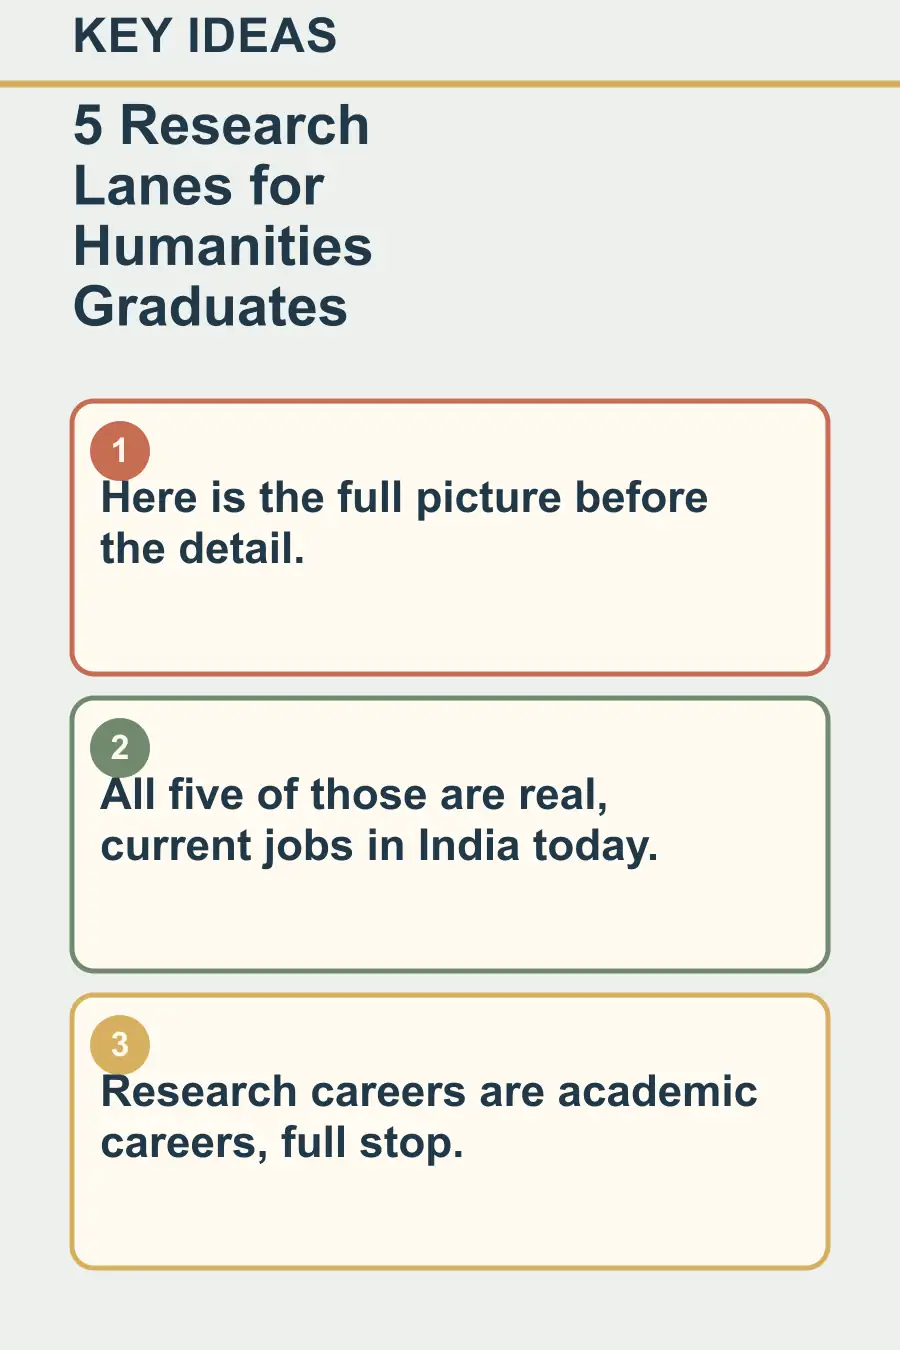 KEY IDEAS
5 Research
Lanes for
Humanities
Graduates
1
Here is the full picture before
the detail.
2
All five of those are real,
current jobs in India today.
3
Research careers are academic
careers, full stop.